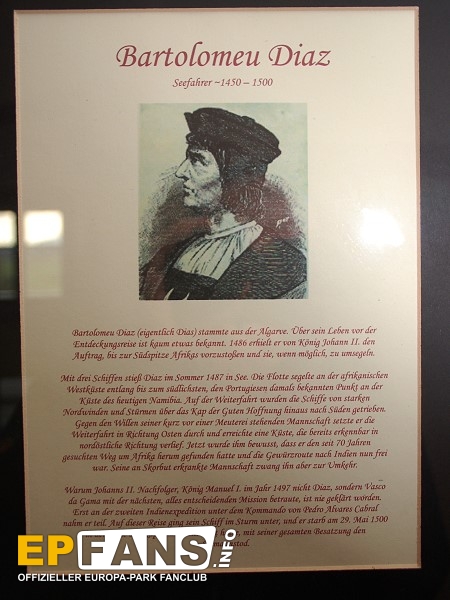 Bartolomeu Diaz
Seefahrer ~1450 – 1500
Bartolomeu Diaz (eigentlich Dias) stammte aus der Algarve. Über sein Leben vor der
Entdeckungsreise ist kaum etwas bekannt. 1486 erhielt er von König Johann II. den
Auftrag, bis zur Südspitze Afrikas vorzustoßen und sie, wenn möglich, zu umsegeln.
Mit drei Schiffen stieß Diaz im Sommer 1487 in See. Die Flotte segelte an der afrikanischen
Westküste entlang bis zum südlichsten, den Portugiesen damals bekannten Punkt an der
Küste des heutigen Namibia. Auf der Weiterfahrt wurden die Schiffe von starken
Nordwinden und Stürmen über das Kap der Guten Hoffnung hinaus nach Süden getrieben.
Gegen den Willen seiner kurz vor einer Meuterei stehenden Mannschaft setzte er die
Weiterfahrt in Richtung Osten durch und erreichte eine Küste, die bereits erkennbar in
nordöstliche Richtung verlief. Jetzt wurde ihm bewusst, dass er den seit 70 Jahren
gesuchten Weg um Afrika herum gefunden hatte und die Gewürzroute nach Indien nun frei
war. Seine an Skorbut erkrankte Mannschaft zwang ihn aber zur Umkehr.
Warum Johanns II. Nachfolger, König Manuel I. im Jahr 1497 nicht Diaz, sondern Vasco
da Gama mit der nächsten, alles entscheidenden Mission betraute, ist nie geklärt worden.
Erst an der zweiten Indienexpedition unter dem Kommando von Pedro Alvares Cabral
nahm er teil. Auf dieser Reise ging sein Schiff im Sturm unter, und er starb am 29. Mai 1500
mit seiner gesamten Besatzung den
EPFANS.INFO
OFFIZIELLER EUROPA-PARK FANCLUB